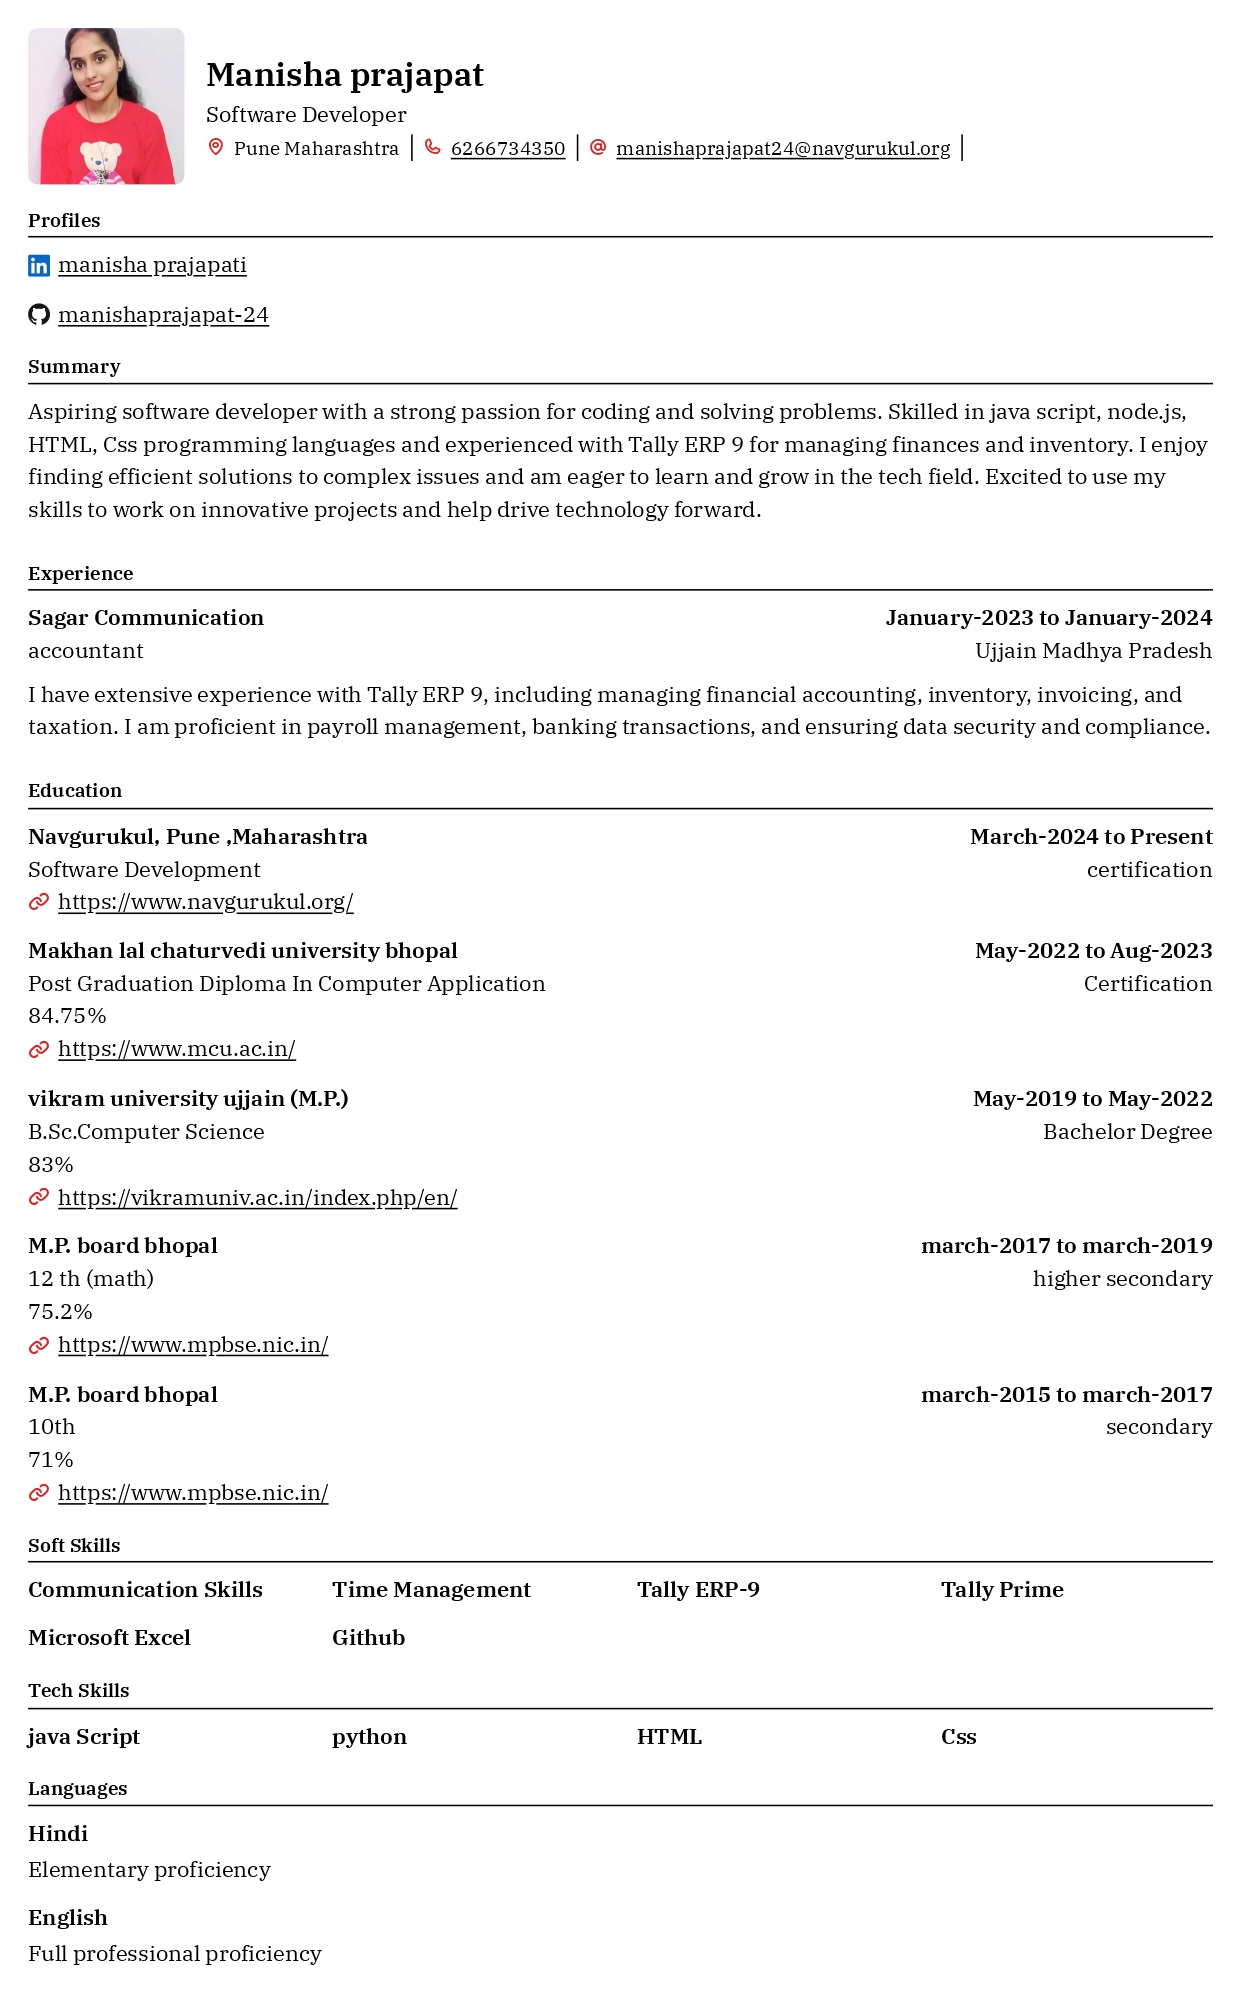 Manisha prajapat
Software Developer
Pune Maharashtra | 6266734350 | manishaprajapat24@navgurukul.org |
Profiles
manisha prajapati
manishaprajapat-24
Summary
Aspiring software developer with a strong passion for coding and solving problems. Skilled in java script, node.js,
HTML, Css programming languages and experienced with Tally ERP 9 for managing finances and inventory. I enjoy
finding efficient solutions to complex issues and am eager to learn and grow in the tech field. Excited to use my
skills to work on innovative projects and help drive technology forward.
Experience
Sagar Communication January-2023 to January-2024
accountant Ujjain Madhya Pradesh
I have extensive experience with Tally ERP 9, including managing financial accounting, inventory, invoicing, and
taxation. I am proficient in payroll management, banking transactions, and ensuring data security and compliance.
Education
Navgurukul, Pune ,Maharashtra March-2024 to Present
Software Development certification
https://www.navgurukul.org/
Makhan lal chaturvedi university bhopal May-2022 to Aug-2023
Post Graduation Diploma In Computer Application Certification
84.75%
https://www.mcu.ac.in/
vikram university ujjain (M.P.) May-2019 to May-2022
B.Sc.Computer Science Bachelor Degree
83%
https://vikramuniv.ac.in/index.php/en/
M.P. board bhopal march-2017 to march-2019
12 th (math) higher secondary
75.2%
https://www.mpbse.nic.in/
M.P. board bhopal march-2015 to march-2017
10th secondary
71%
https://www.mpbse.nic.in/
Soft Skills
Communication Skills Time Management Tally ERP-9 Tally Prime
Microsoft Excel Github
Tech Skills
java Script python HTML Css
Languages
Hindi
Elementary proficiency
English
Full professional proficiency